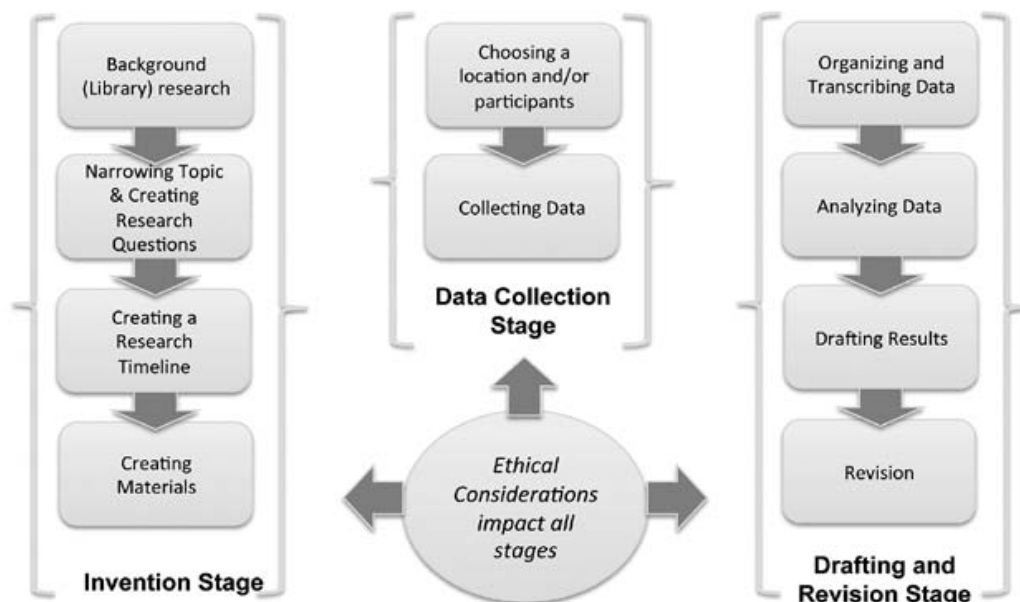 Background
(Library) research
Narrowing Topic
& Creating
Research
Questions
Creating a
Research
Timeline
Creating
Materials
Invention Stage
Choosing a
location and/or
participants
Collecting Data
Data Collection
Stage
Ethical
Considerations
impact all
stages
Organizing and
Transcribing Data
Analyzing Data
Drafting Results
Revision
Drafting and
Revision Stage